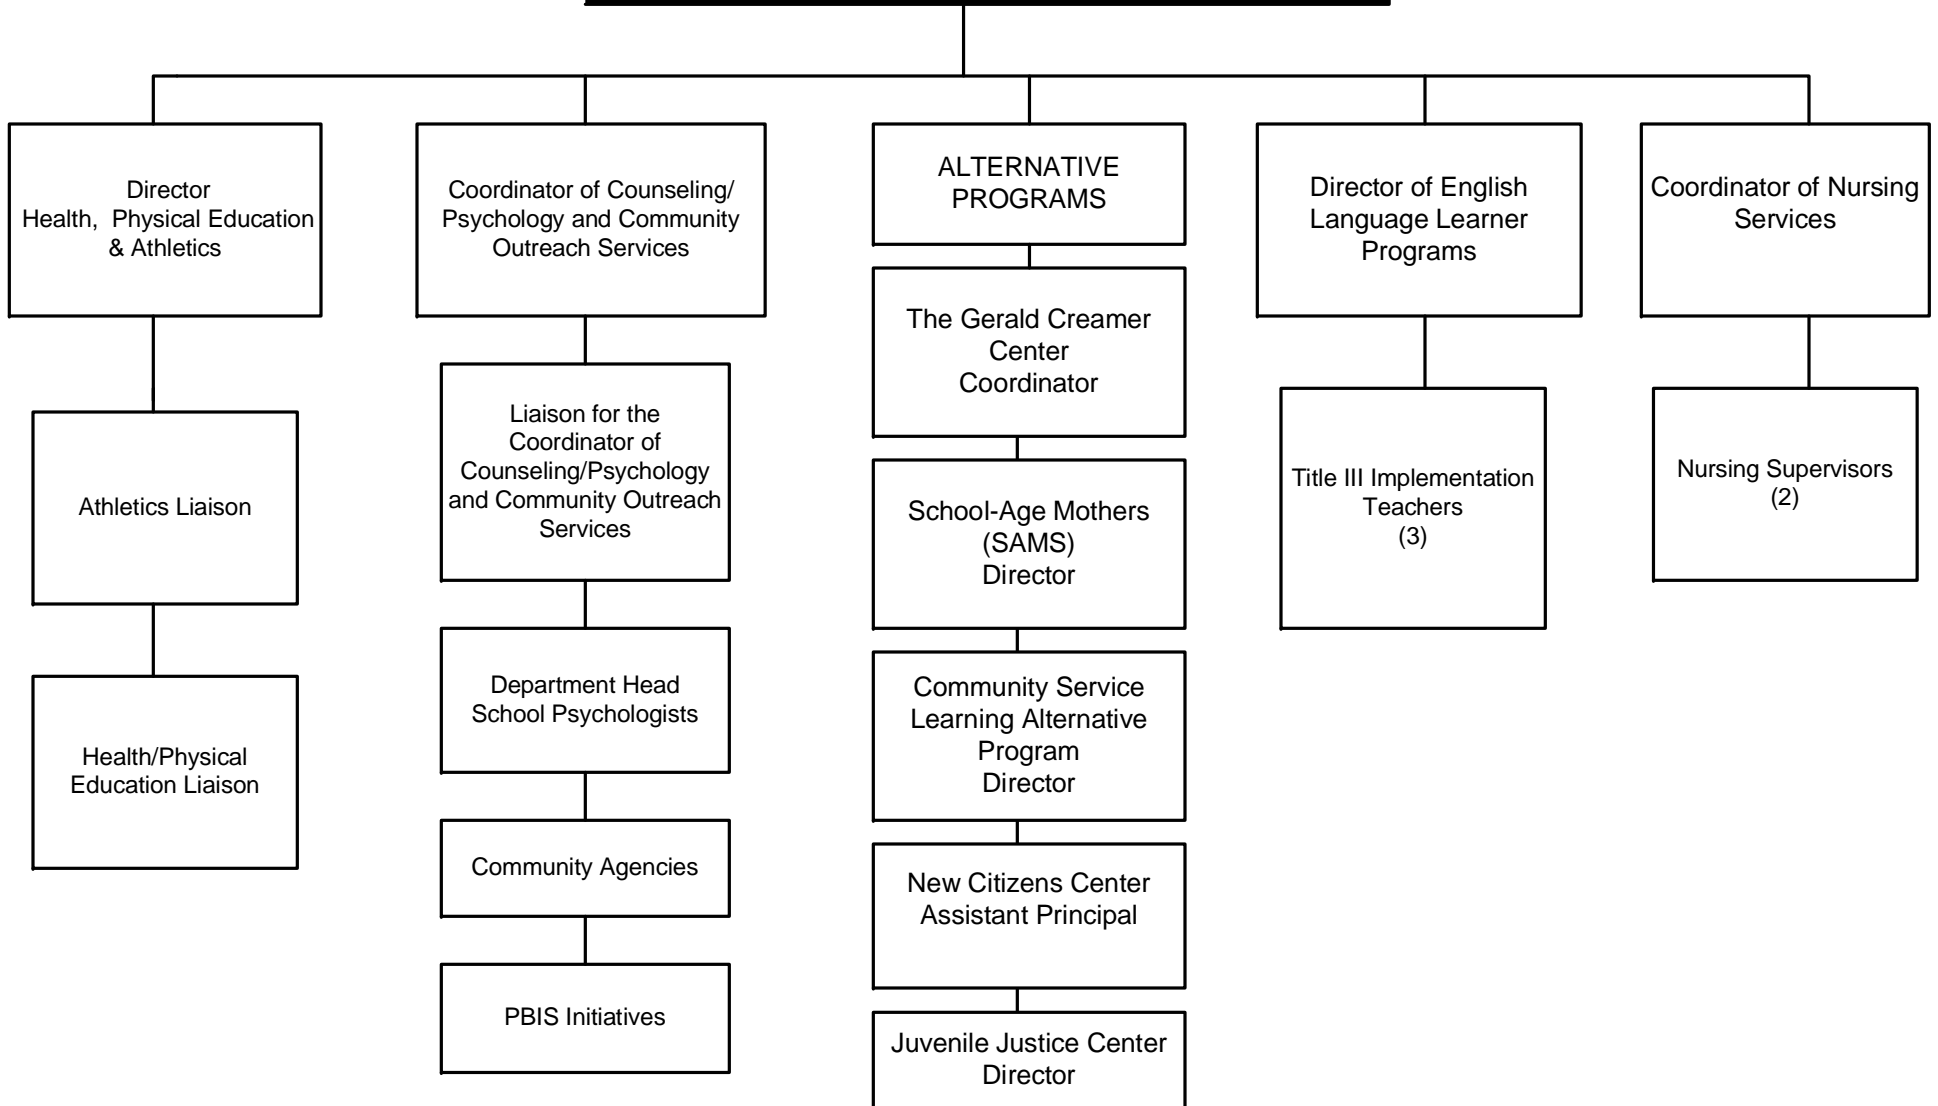 Director
Health, Physical Education
& Athletics
Athletics Liaison
Health/Physical
Education Liaison
Coordinator of Counseling/
Psychology and Community
Outreach Services
Liaison for the
Coordinator of
Counseling/Psychology
and Community Outreach
Services
Department Head
School Psychologists
Community Agencies
PBIS Initiatives
ALTERNATIVE
PROGRAMS
The Gerald Creamer
Center
Coordinator
School-Age Mothers
(SAMS)
Director
Community Service
Learning Alternative
Program
Director
New Citizens Center
Assistant Principal
Juvenile Justice Center
Director
Director of English
Language Learner
Programs
Title III Implementation
Teachers
(3)
Coordinator of Nursing
Services
Nursing Supervisors
(2)